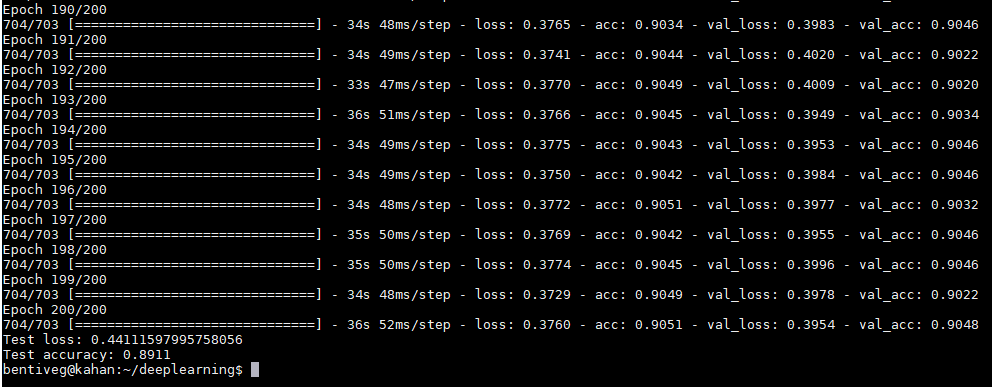 Epoch 190/200
704/703 [==============================] - 34s 48ms/step - loss: 0.3765 - acc: 0.9034 - val_loss: 0.3983 - val_acc: 0.9046
Epoch 191/200
704/703 [==============================] - 34s 49ms/step - loss: 0.3741 - acc: 0.9044 - val_loss: 0.4020 - val_acc: 0.9022
Epoch 192/200
704/703 [==============================] - 33s 47ms/step - loss: 0.3770 - acc: 0.9049 - val_loss: 0.4009 - val_acc: 0.9020
Epoch 193/200
704/703 [==============================] - 36s 51ms/step - loss: 0.3766 - acc: 0.9045 - val_loss: 0.3949 - val_acc: 0.9034
Epoch 194/200
704/703 [==============================] - 34s 49ms/step - loss: 0.3775 - acc: 0.9043 - val_loss: 0.3953 - val_acc: 0.9046
Epoch 195/200
704/703 [==============================] - 34s 49ms/step - loss: 0.3750 - acc: 0.9042 - val_loss: 0.3984 - val_acc: 0.9046
Epoch 196/200
704/703 [==============================] - 34s 48ms/step - loss: 0.3772 - acc: 0.9051 - val_loss: 0.3977 - val_acc: 0.9032
Epoch 197/200
704/703 [==============================] - 35s 50ms/step - loss: 0.3769 - acc: 0.9042 - val_loss: 0.3955 - val_acc: 0.9046
Epoch 198/200
704/703 [==============================] - 35s 50ms/step - loss: 0.3774 - acc: 0.9045 - val_loss: 0.3996 - val_acc: 0.9046
Epoch 199/200
704/703 [==============================] - 34s 48ms/step - loss: 0.3729 - acc: 0.9049 - val_loss: 0.3978 - val_acc: 0.9022
Epoch 200/200
704/703 [==============================] - 36s 52ms/step - loss: 0.3760 - acc: 0.9051 - val_loss: 0.3954 - val_acc: 0.9048
Test loss: 0.44111597995758056
Test accuracy: 0.8911
bentiveg@kahan:~/deeplearning$